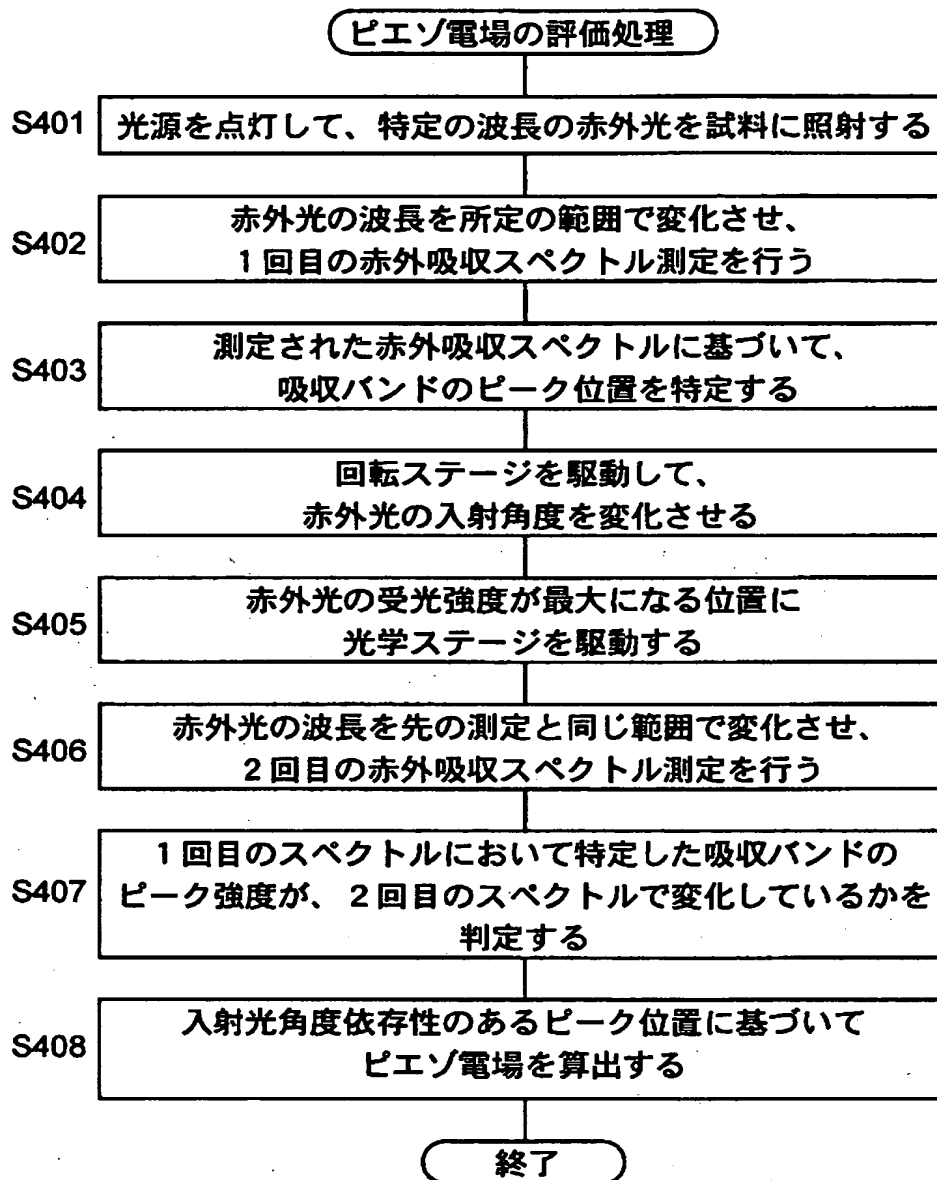 ピエゾ電場の評価処理
S401
光源を点灯して、特定の波長の赤外光を試料に照射する
S402
赤外光の波長を所定の範囲で変化させ、
1回目の赤外吸収スペクトル測定を行う
S403
測定された赤外吸収スペクトルに基づいて、
吸収バンドのピーク位置を特定する
S404
回転ステージを駆動して、
赤外光の入射角度を変化させる
S405
赤外光の受光強度が最大になる位置に
光学ステージを駆動する
S406
赤外光の波長を先の測定と同じ範囲で変化させ、
2回目の赤外吸収スペクトル測定を行う
S407
1回目のスペクトルにおいて特定した吸収バンドの
ピーク強度が、2回目のスペクトルで変化しているかを
判定する
S408
入射光角度依存性のあるピーク位置に基づいて
ピエゾ電場を算出する
終了